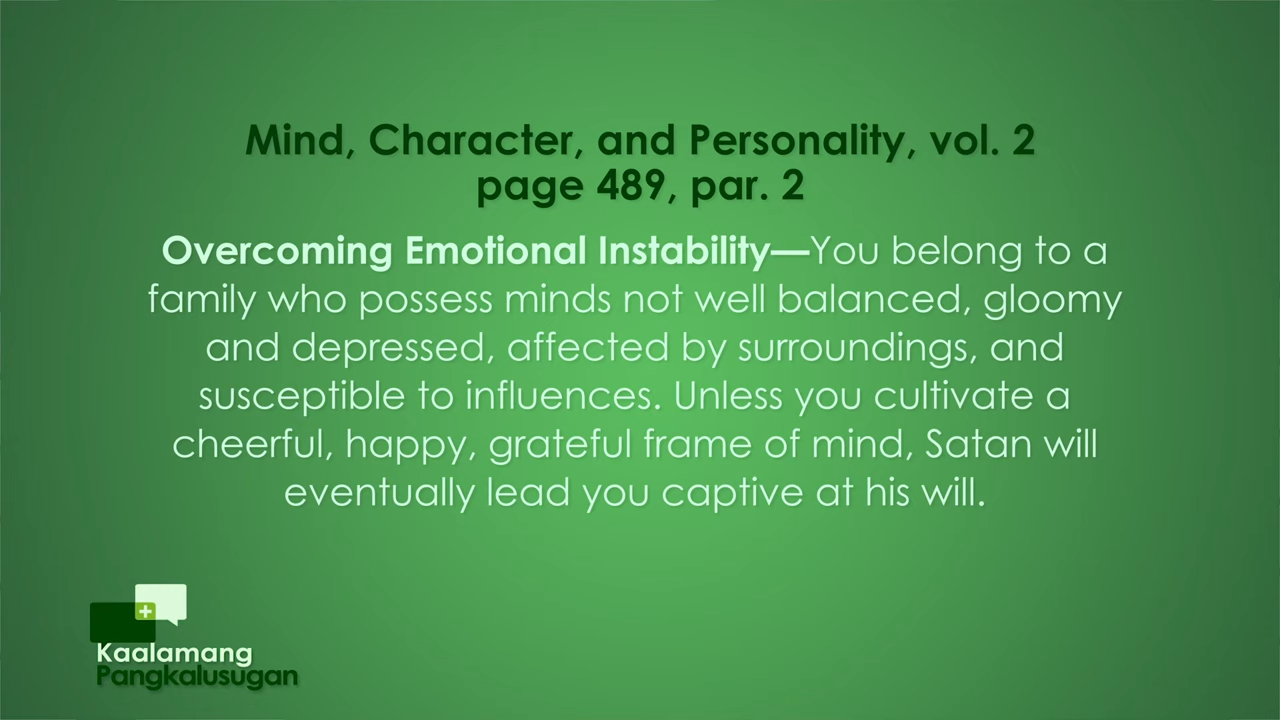 Mind, Character, and Personality, vol. 2
page 489, par. 2
Overcoming Emotional Instability—You belong to a
family who possess minds not well balanced, gloomy
and depressed, affected by surroundings, and
susceptible to influences. Unless you cultivate a
cheerful, happy, grateful frame of mind, Satan will
eventually lead you captive at his will.
Kaalamang
Pangkalusugan